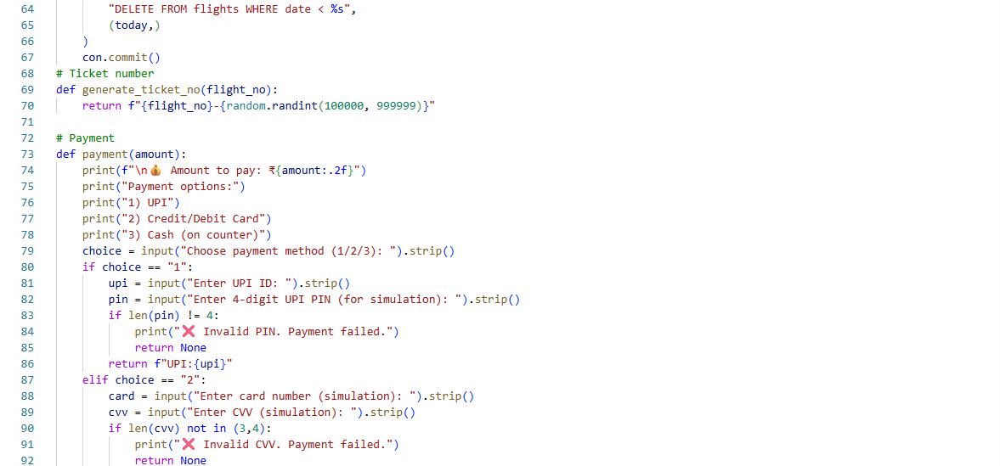 64         "DELETE FROM flights WHERE date < %s",
65         (today,)
66     )
67     con.commit()
68 # Ticket number
69 def generate_ticket_no(flight_no):
70     return f"{flight_no}-{random.randint(100000, 999999)}"
71
72 # Payment
73 def payment(amount):
74     print(f"\n💰 Amount to pay: ₹{amount:.2f}")
75     print("Payment options:")
76     print("1) UPI")
77     print("2) Credit/Debit Card")
78     print("3) Cash (on counter)")
79     choice = input("Choose payment method (1/2/3): ").strip()
80     if choice == "1":
81         upi = input("Enter UPI ID: ").strip()
82         pin = input("Enter 4-digit UPI PIN (for simulation): ").strip()
83         if len(pin) != 4:
84             print("❌ Invalid PIN. Payment failed.")
85             return None
86         return f"UPI:{upi}"
87     elif choice == "2":
88         card = input("Enter card number (simulation): ").strip()
89         cvv = input("Enter CVV (simulation): ").strip()
90         if len(cvv) not in (3,4):
91             print("❌ Invalid CVV. Payment failed.")
92             return None